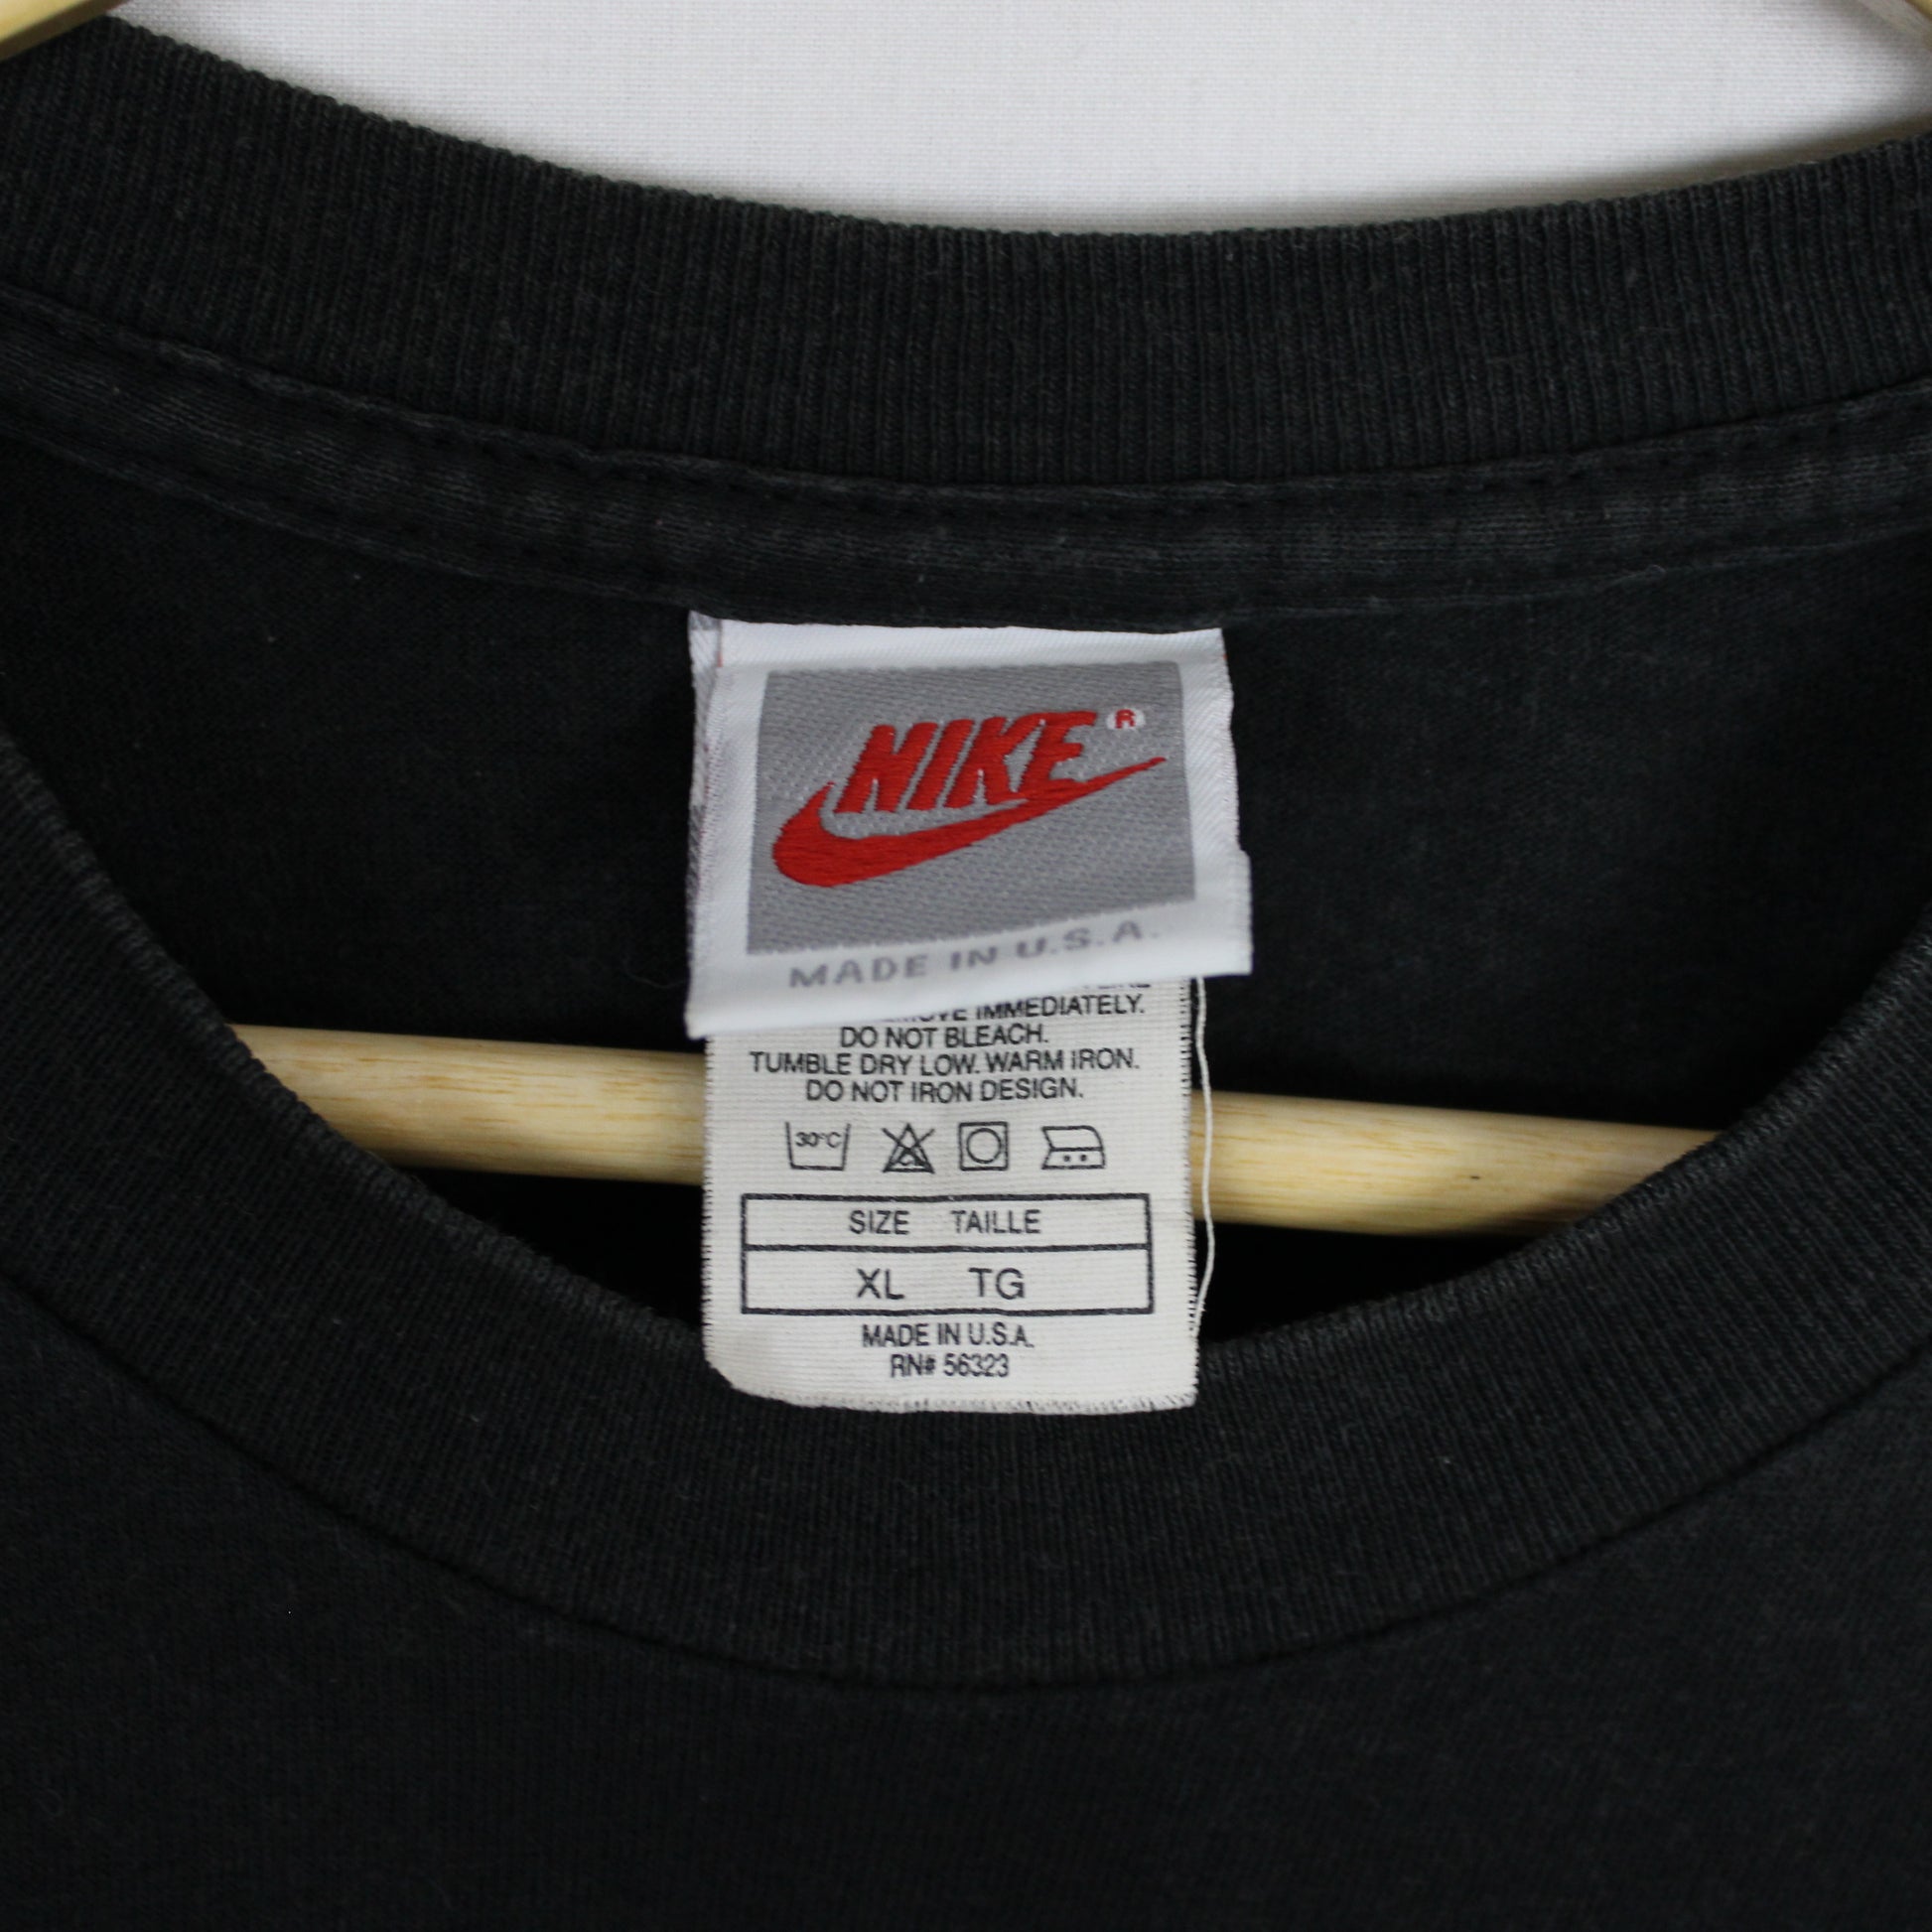 NIKE ®
MADE IN U.S.A.
IMMEDIATELY.
DO NOT BLEACH.
TUMBLE DRY LOW. WARM IRON.
DO NOT IRON DESIGN.
30°C
SIZE TAILLE
XL TG
MADE IN U.S.A.
RN# 56323